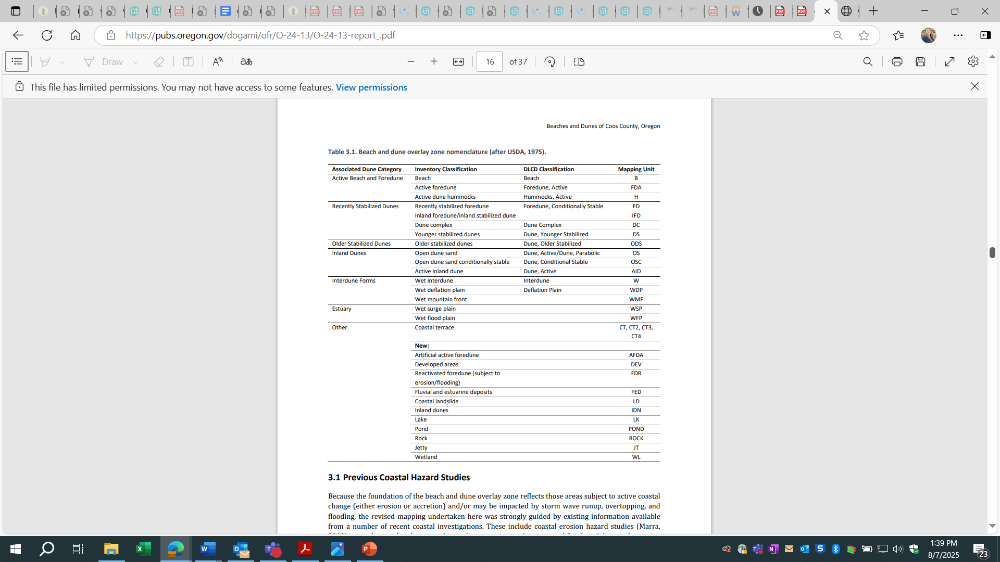 https://pubs.oregon.gov/dogami/ofr/O-24-13/O-24-13-report_.pdf
Draw
16 of 37
This file has limited permissions. You may not have access to some features. View permissions
Beaches and Dunes of Coos County, Oregon
Table 3.1. Beach and dune overlay zone nomenclature (after USDA, 1975).
Associated Dune Category Inventory Classification DLCD Classification Mapping Unit
Active Beach and Foredune Beach Beach B
Active foredune Foredune, Active FDA
Active dune hummocks Hummocks, Active H
Recently Stabilized Dunes Recently stabilized foredune Foredune, Conditionally Stable FD
Inland foredune/inland stabilized dune IFD
Dune complex Dune Complex DC
Younger stabilized dunes Dune, Younger Stabilized DS
Older Stabilized Dunes Older stabilized dunes Dune, Older Stabilized ODS
Inland Dunes Open dune sand Dune, Active/Dune, Parabolic OS
Open dune sand conditionally stable Dune, Conditional Stable OSC
Active inland dune Dune, Active AID
Interdune Forms Wet interdune Interdune W
Wet deflation plain Deflation Plain WDP
Wet mountain front WMF
Estuary Wet surge plain WSP
Wet flood plain WFP
Other Coastal terrace CT, CT2, CT3,
CT4
New:
Artificial active foredune AFDA
Developed areas DEV
Reactivated foredune (subject to FDR
erosion/flooding)
Fluvial and estuarine deposits FED
Coastal landslide LD
Inland dunes IDN
Lake LK
Pond POND
Rock ROCK
Jetty JT
Wetland WL
3.1 Previous Coastal Hazard Studies
Because the foundation of the beach and dune overlay zone reflects those areas subject to active coastal
change (either erosion or accretion) and/or may be impacted by storm wave runup, overtopping, and
flooding, the revised mapping undertaken here was strongly guided by existing information available
from a number of recent coastal investigations. These include coastal erosion hazard studies (Marra,
1:39 PM
8/7/2025
23